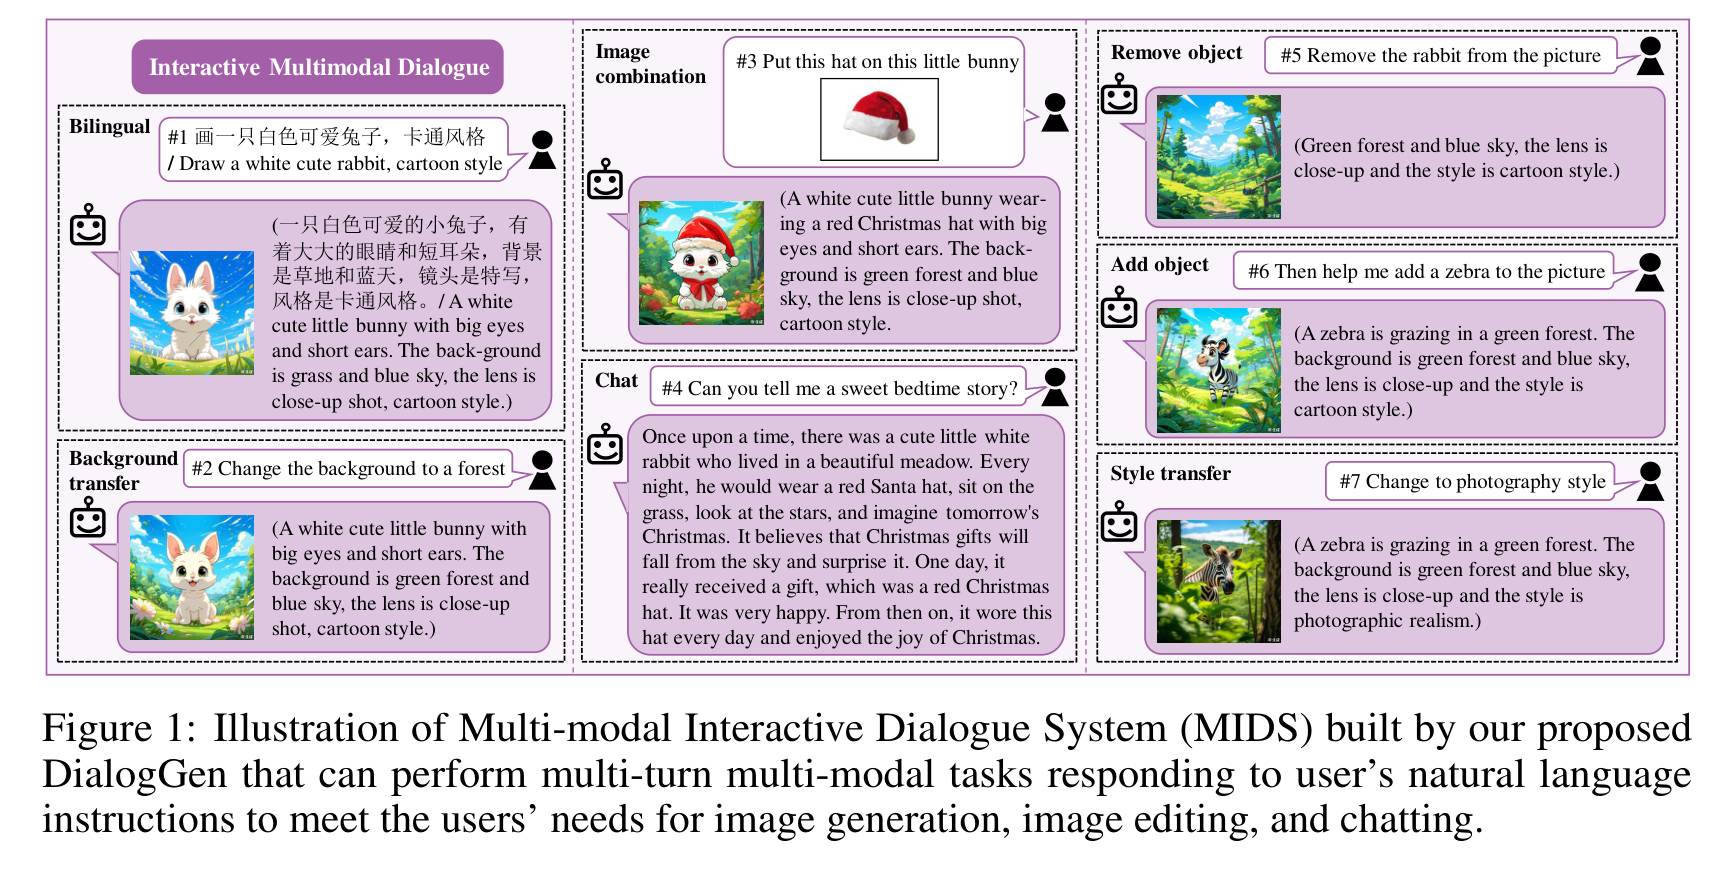 Interactive Multimodal Dialogue
Bilingual
#1 画一只白色可爱兔子，卡通风格
/ Draw a white cute rabbit, cartoon style
(一只白色可爱的小兔子，有
着大大的眼睛和短耳朵，背景
是草地和蓝天，镜头是特写，
风格是卡通风格。/ A white
cute little bunny with big eyes
and short ears. The back-ground
is grass and blue sky, the lens is
close-up shot, cartoon style.)
Background
transfer
#2 Change the background to a forest
(A white cute little bunny with
big eyes and short ears. The
background is green forest and
blue sky, the lens is close-up
shot, cartoon style.)
Image
combination
#3 Put this hat on this little bunny
(A white cute little bunny wear-
ing a red Christmas hat with big
eyes and short ears. The back-
ground is green forest and blue
sky, the lens is close-up shot,
cartoon style.
Chat
#4 Can you tell me a sweet bedtime story?
Once upon a time, there was a cute little white
rabbit who lived in a beautiful meadow. Every
night, he would wear a red Santa hat, sit on the
grass, look at the stars, and imagine tomorrow's
Christmas. It believes that Christmas gifts will
fall from the sky and surprise it. One day, it
really received a gift, which was a red Christmas
hat. It was very happy. From then on, it wore this
hat every day and enjoyed the joy of Christmas.
Remove object
#5 Remove the rabbit from the picture
(Green forest and blue sky, the lens is
close-up and the style is cartoon style.)
Add object
#6 Then help me add a zebra to the picture
(A zebra is grazing in a green forest. The
background is green forest and blue sky,
the lens is close-up and the style is
cartoon style.)
Style transfer
#7 Change to photography style
(A zebra is grazing in a green forest. The
background is green forest and blue sky,
the lens is close-up and the style is
photographic realism.)
Figure 1: Illustration of Multi-modal Interactive Dialogue System (MIDS) built by our proposed
DialogGen that can perform multi-turn multi-modal tasks responding to user’s natural language
instructions to meet the users’ needs for image generation, image editing, and chatting.